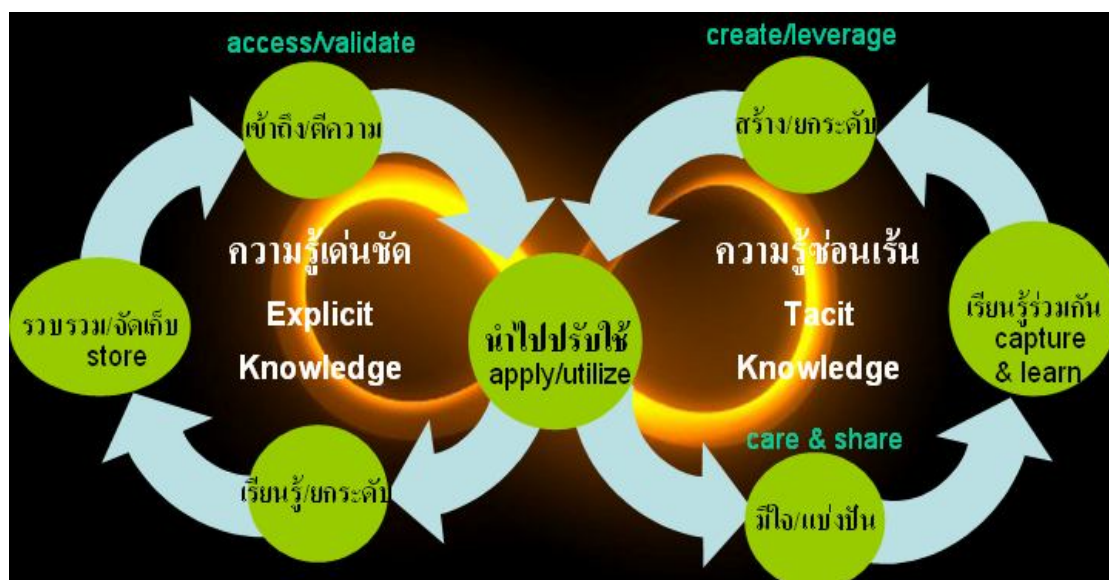 access/validate
เข้าถึง/ตีความ
create/leverage
สร้าง/ยกระดับ
ความรู้เด่นชัด
Explicit
Knowledge
ความรู้ซ่อนเร้น
Tacit
Knowledge
รวบรวม/จัดเก็บ
store
นำไปปรับใช้
apply/utilize
เรียนรู้ร่วมกัน
capture
& learn
เรียนรู้/ยกระดับ
care & share
มีใจ/แบ่งปัน